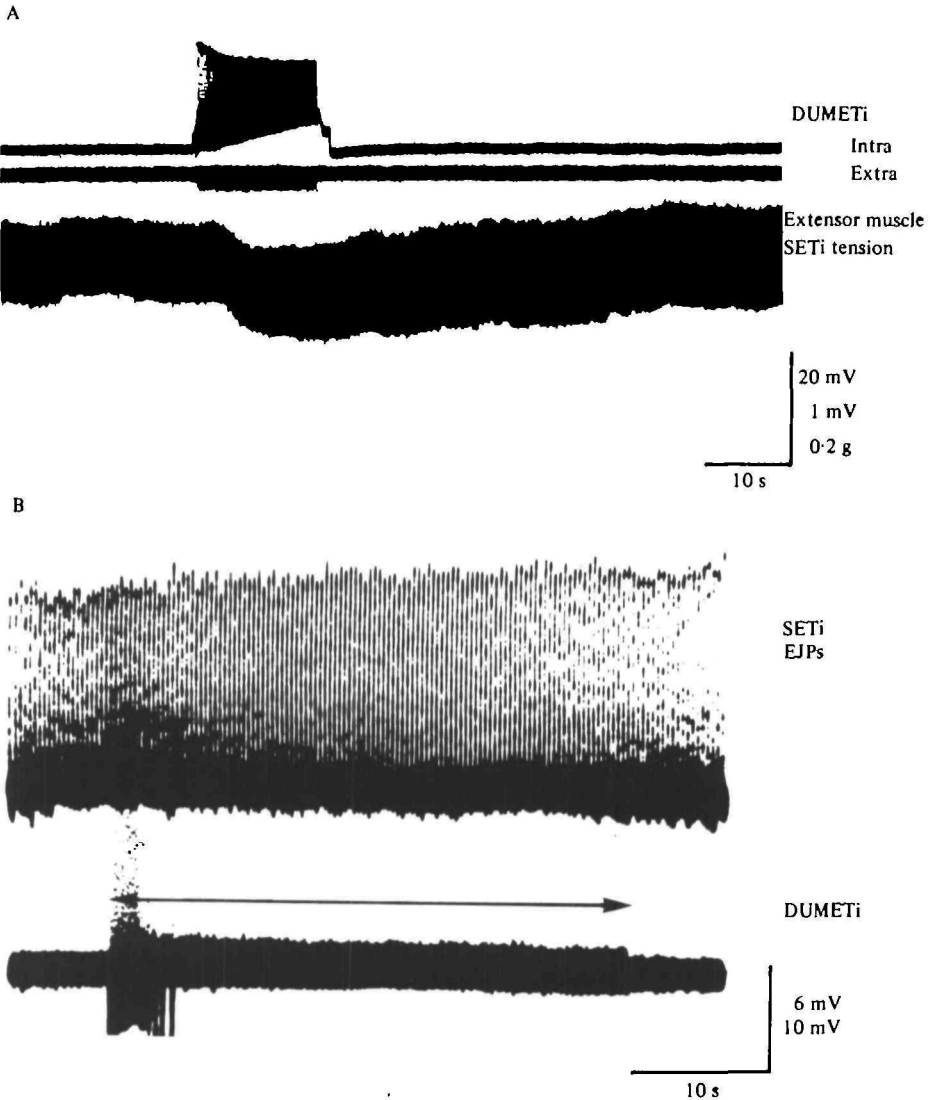 A
DUMETi
Intra
Extra
Extensor muscle
SETi tension
20 mV
1 mV
0·2 g
10 s
B
SETi
EJPs
DUMETi
6 mV
10 mV
10 s